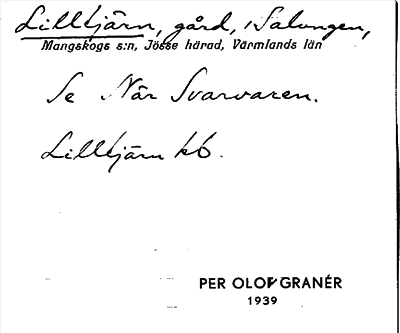 Lilltjärn, gård, i Salungen,
Mangskogs s:n, Jösse härad, Värmlands län
Se När Svarvaren.
Lilltjärn kb.
PER OLOF GRANÉR
1939